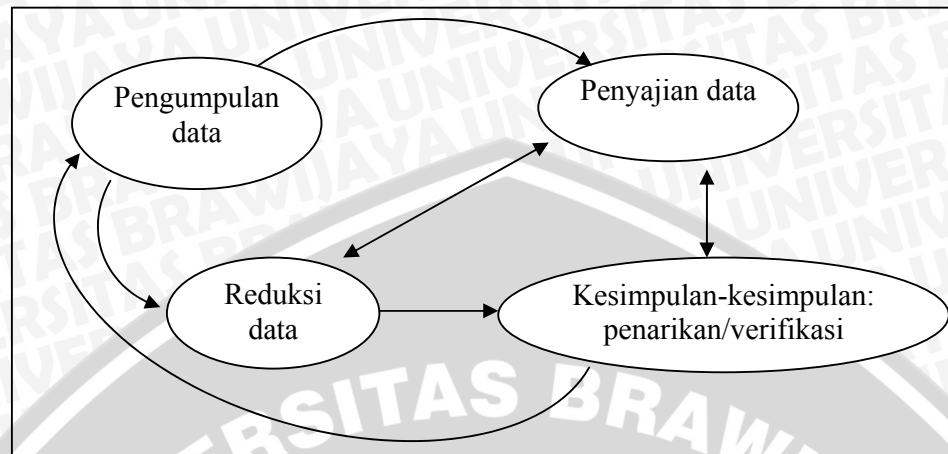 Pengumpulan
data
Penyajian data
Reduksi
data
Kesimpulan-kesimpulan:
penarikan/verifikasi